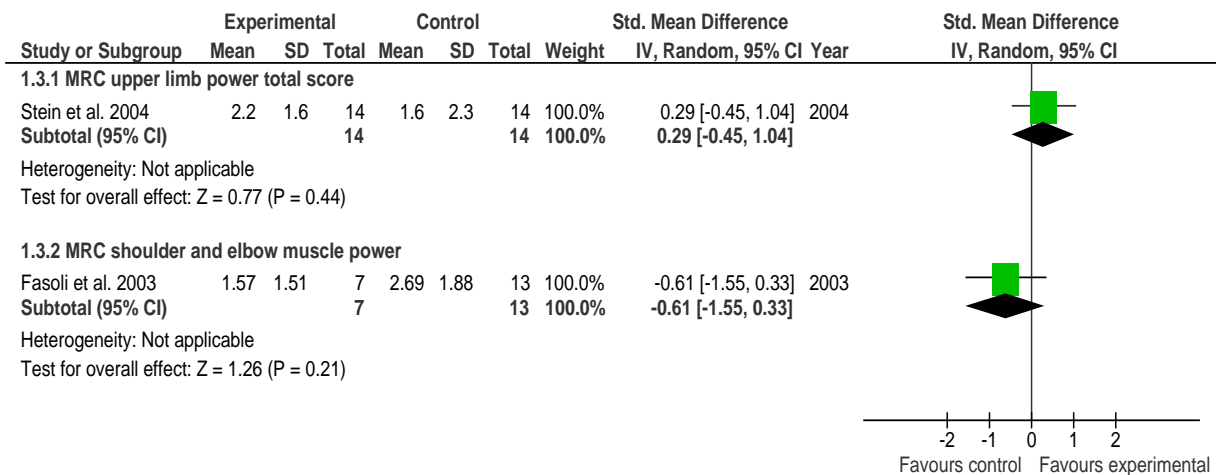 Experimental Control Std. Mean Difference Std. Mean Difference
Study or Subgroup Mean SD Total Mean SD Total Weight IV, Random, 95% CI Year IV, Random, 95% CI
1.3.1 MRC upper limb power total score
Stein et al. 2004 2.2 1.6 14 1.6 2.3 14 100.0% 0.29 [-0.45, 1.04] 2004
Subtotal (95% CI) 14 14 100.0% 0.29 [-0.45, 1.04]
Heterogeneity: Not applicable
Test for overall effect: Z = 0.77 (P = 0.44)
1.3.2 MRC shoulder and elbow muscle power
Fasoli et al. 2003 1.57 1.51 7 2.69 1.88 13 100.0% -0.61 [-1.55, 0.33] 2003
Subtotal (95% CI) 7 13 100.0% -0.61 [-1.55, 0.33]
Heterogeneity: Not applicable
Test for overall effect: Z = 1.26 (P = 0.21)
-2 -1 0 1 2
Favours control Favours experimental